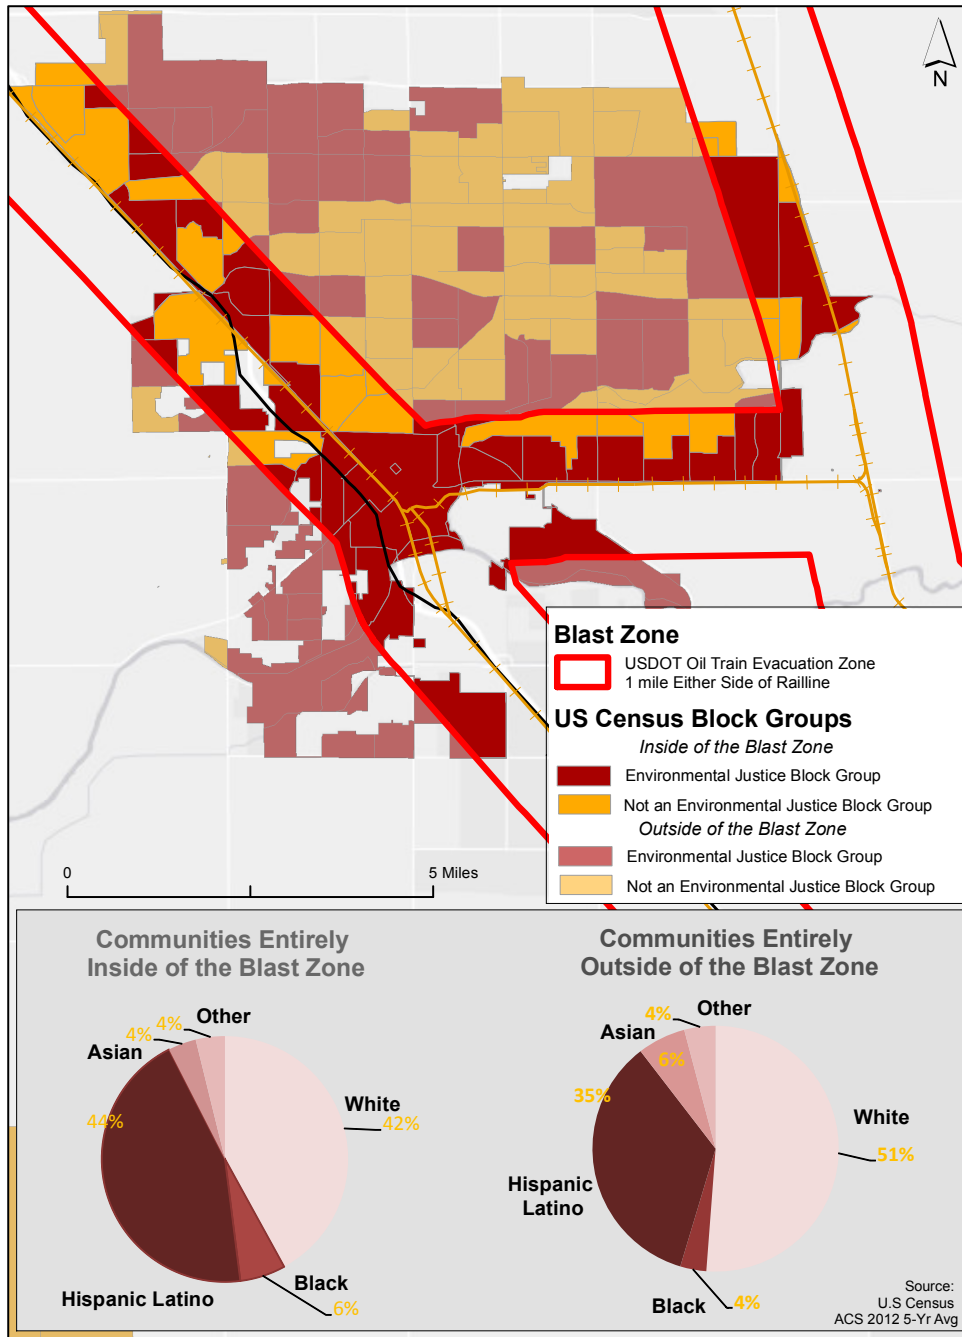 N
Blast Zone
USDOT Oil Train Evacuation Zone
1 mile Either Side of Railline
US Census Block Groups
Inside of the Blast Zone
Environmental Justice Block Group
Not an Environmental Justice Block Group
Outside of the Blast Zone
Environmental Justice Block Group
Not an Environmental Justice Block Group
0
5 Miles
Communities Entirely
Inside of the Blast Zone
Other
4%
4%
Asian
44%
White
42%
Black
6%
Hispanic Latino
Communities Entirely
Outside of the Blast Zone
Other
4%
Asian
6%
35%
White
51%
Hispanic
Latino
Black
4%
Source:
U.S Census
ACS 2012 5-Yr Avg